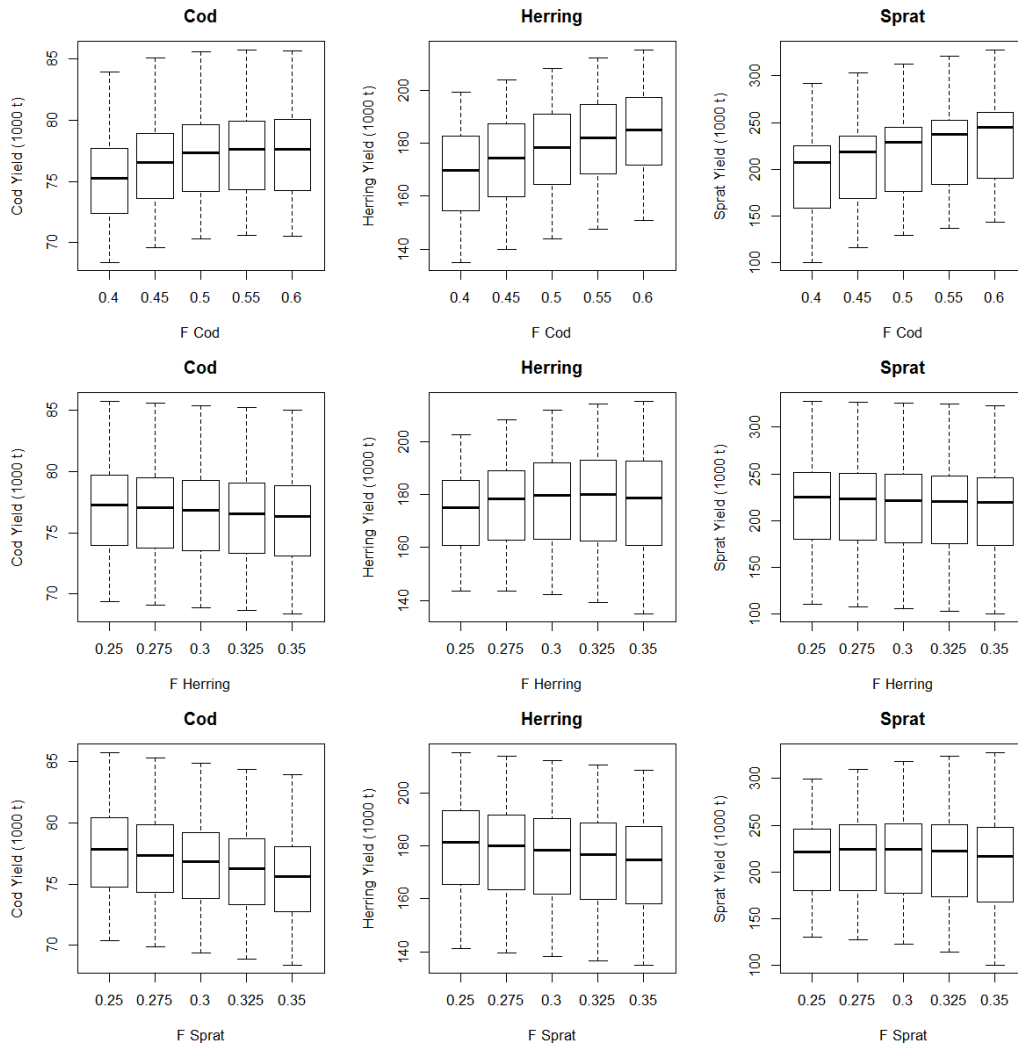 Cod
Herring
Sprat
Cod Yield (1000 t)
70 75 80 85
Herring Yield (1000 t)
140 160 180 200
Sprat Yield (1000 t)
100 150 200 250 300
0.4 0.45 0.5 0.55 0.6
0.4 0.45 0.5 0.55 0.6
0.4 0.45 0.5 0.55 0.6
F Cod
F Cod
F Cod
Cod
Herring
Sprat
Cod Yield (1000 t)
70 75 80 85
Herring Yield (1000 t)
140 160 180 200
Sprat Yield (1000 t)
100 150 200 250 300
0.25 0.275 0.3 0.325 0.35
0.25 0.275 0.3 0.325 0.35
0.25 0.275 0.3 0.325 0.35
F Herring
F Herring
F Herring
Cod
Herring
Sprat
Cod Yield (1000 t)
70 75 80 85
Herring Yield (1000 t)
140 160 180 200
Sprat Yield (1000 t)
100 150 200 250 300
0.25 0.275 0.3 0.325 0.35
0.25 0.275 0.3 0.325 0.35
0.25 0.275 0.3 0.325 0.35
F Sprat
F Sprat
F Sprat